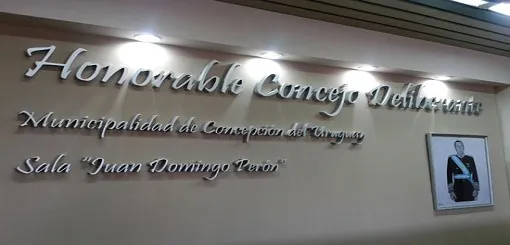 Honorable Concejo Deliberante
Municipalidad de Concepción del Uruguay
Sala "Juan Domingo Perón"